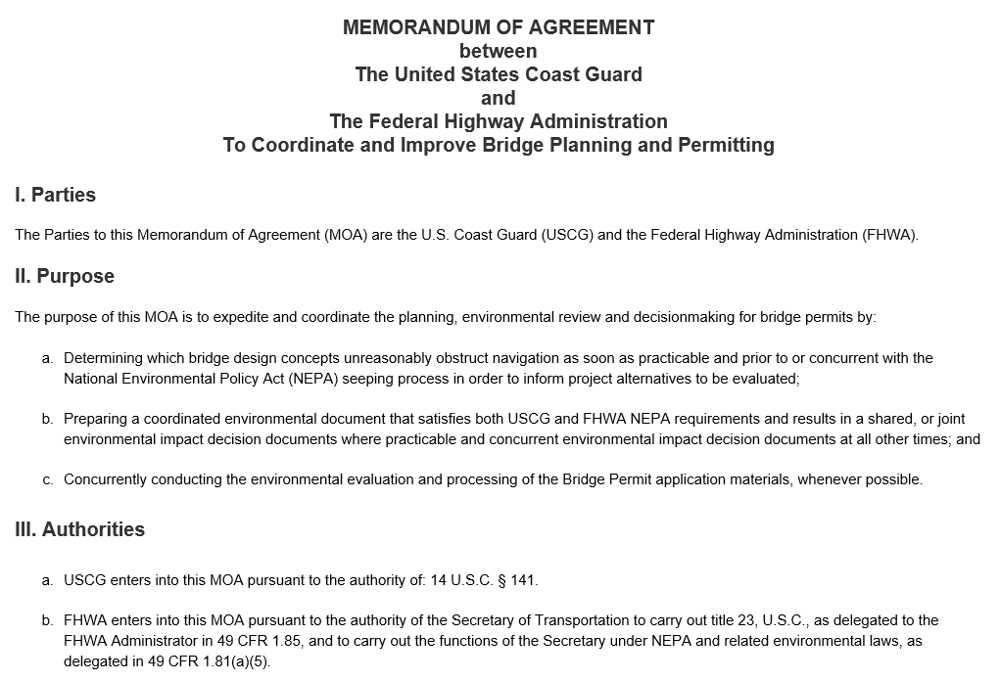 MEMORANDUM OF AGREEMENT
between
The United States Coast Guard
and
The Federal Highway Administration
To Coordinate and Improve Bridge Planning and Permitting
I. Parties
The Parties to this Memorandum of Agreement (MOA) are the U.S. Coast Guard (USCG) and the Federal Highway Administration (FHWA).
II. Purpose
The purpose of this MOA is to expedite and coordinate the planning, environmental review and decisionmaking for bridge permits by:
a. Determining which bridge design concepts unreasonably obstruct navigation as soon as practicable and prior to or concurrent with the
National Environmental Policy Act (NEPA) seeping process in order to inform project alternatives to be evaluated;
b. Preparing a coordinated environmental document that satisfies both USCG and FHWA NEPA requirements and results in a shared, or joint
environmental impact decision documents where practicable and concurrent environmental impact decision documents at all other times; and
c. Concurrently conducting the environmental evaluation and processing of the Bridge Permit application materials, whenever possible.
III. Authorities
a. USCG enters into this MOA pursuant to the authority of: 14 U.S.C. § 141.
b. FHWA enters into this MOA pursuant to the authority of the Secretary of Transportation to carry out title 23, U.S.C., as delegated to the
FHWA Administrator in 49 CFR 1.85, and to carry out the functions of the Secretary under NEPA and related environmental laws, as
delegated in 49 CFR 1.81(a)(5).